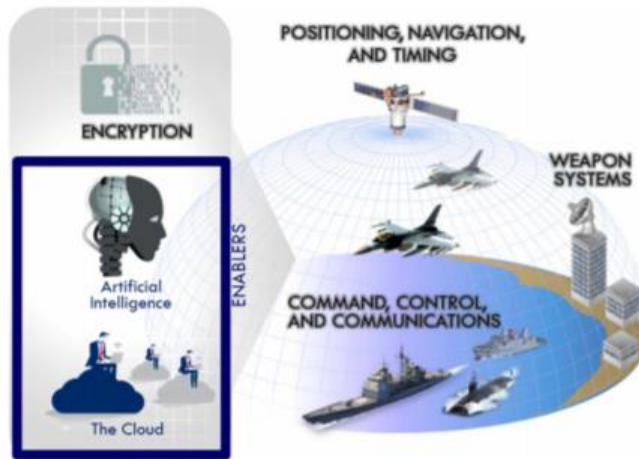 POSITIONING, NAVIGATION,
AND TIMING
ENCRYPTION
WEAPON
SYSTEMS
ENABLERS
Artificial
Intelligence
COMMAND, CONTROL,
AND COMMUNICATIONS
The Cloud